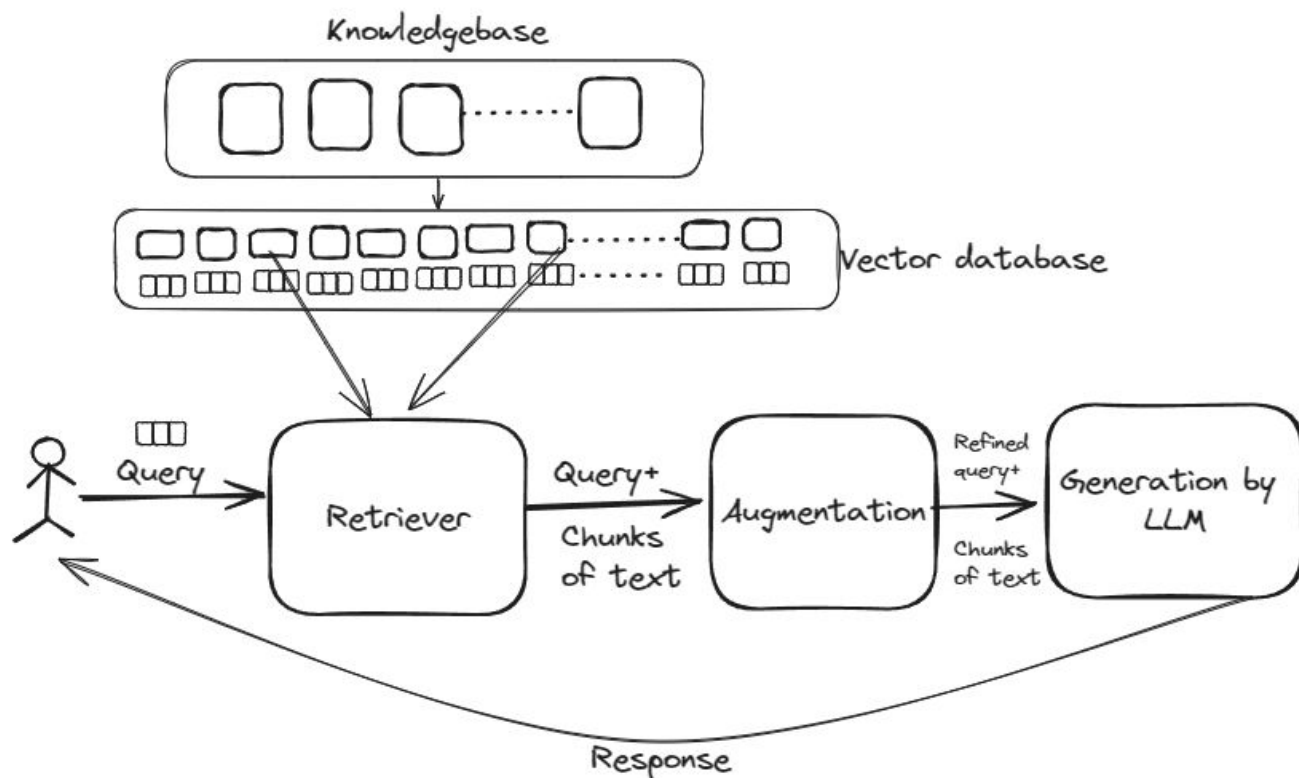 Knowledgebase
Vector database
Query
Retriever
Query+
Chunks
of text
Augmentation
Refined
query+
Chunks
of text
Generation by
LLM
Response